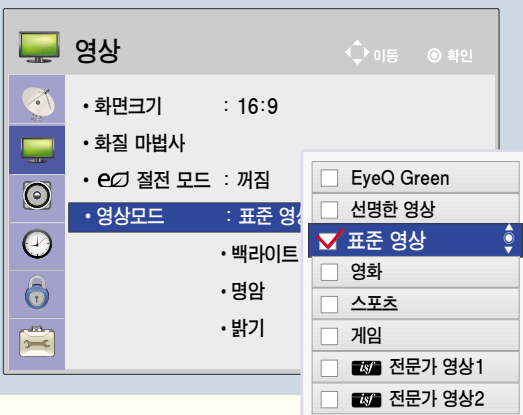 영상
이동 확인
• 화면크기 : 16:9
• 화질 마법사
• e 절전 모드 : 꺼짐
• 영상모드 : 표준 영상
• 백라이트
• 명암
• 밝기
EyeQ Green
선명한 영상
표준 영상
영화
스포츠
게임
isf 전문가 영상1
isf 전문가 영상2